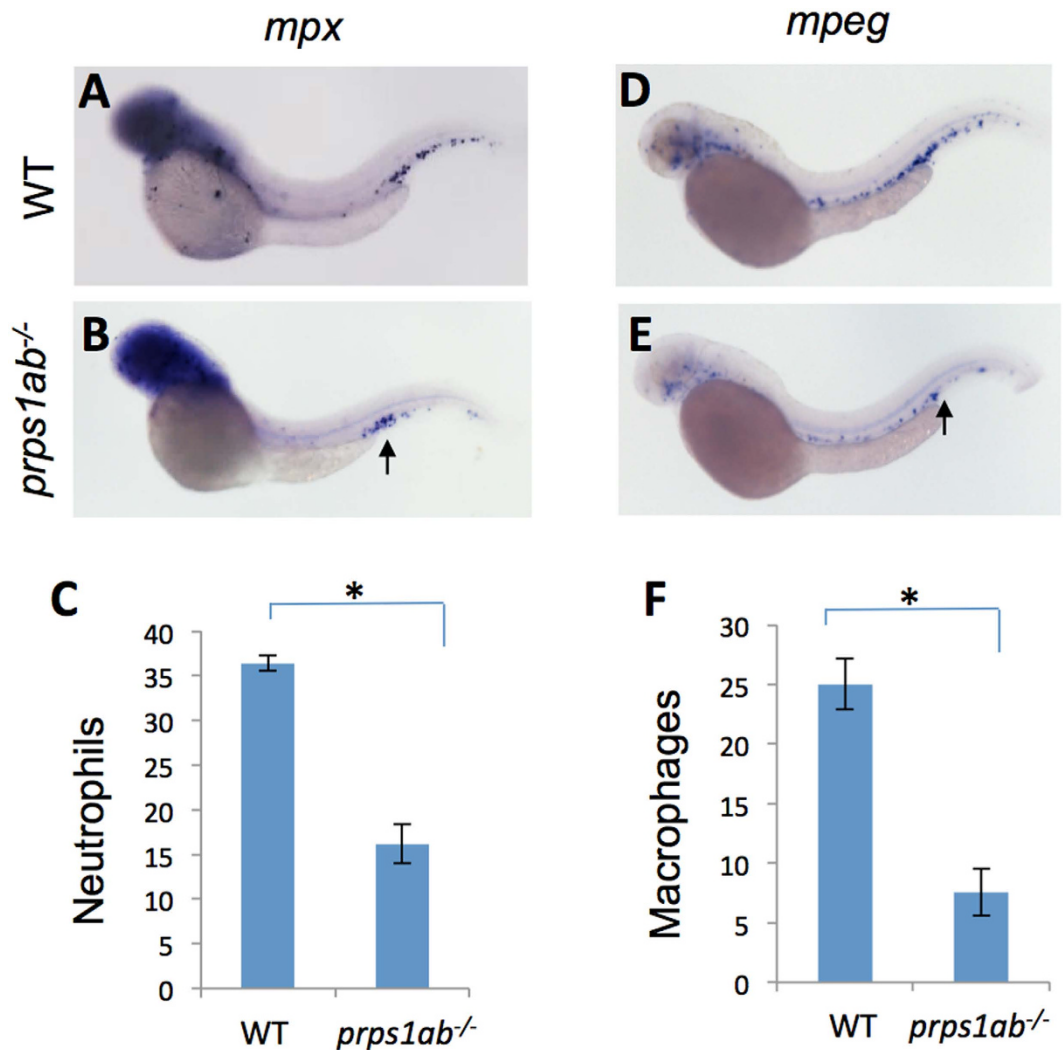 mpx
mpeg
WT
A
D
prps1ab-/-
B
E
C
*
Neutrophils
40
35
30
25
20
15
10
5
0
WT
prps1ab-/-
F
*
Macrophages
30
25
20
15
10
5
0
WT
prps1ab-/-